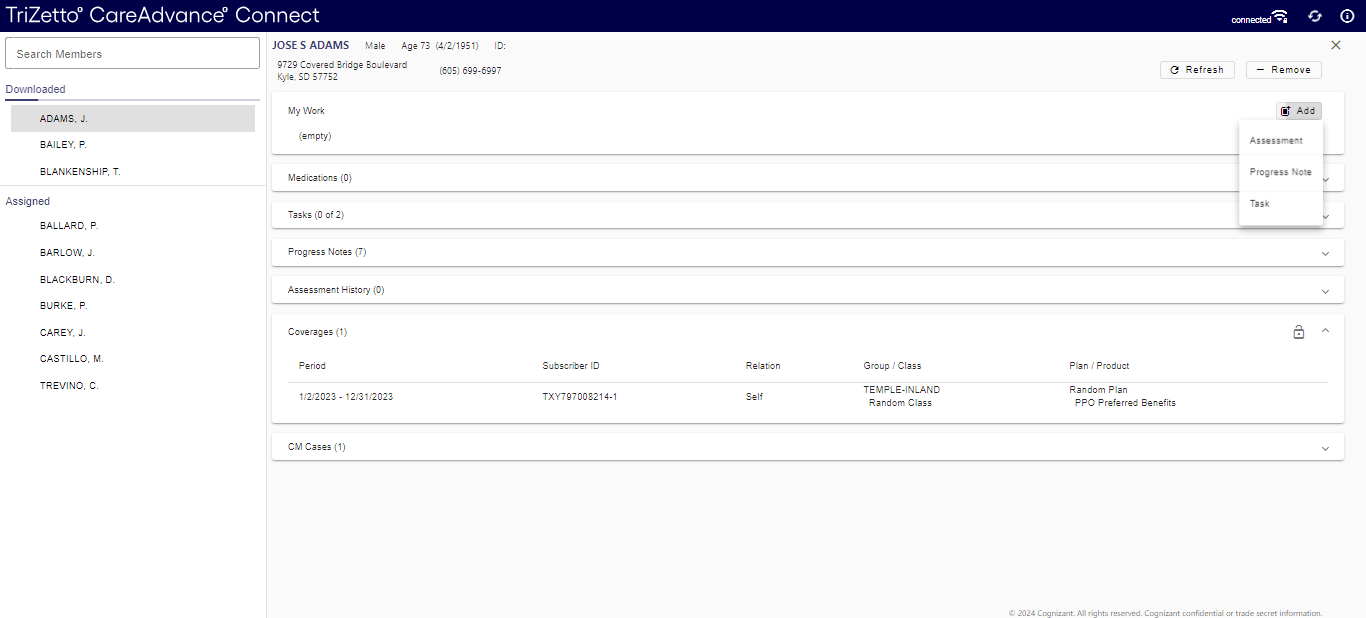 TriZetto® CareAdvance® Connect
connected
Search Members
Downloaded
ADAMS, J.
BAILEY, P.
BLANKENSHIP, T.
Assigned
BALLARD, P.
BARLOW, J.
BLACKBURN, D.
BURKE, P.
CAREY, J.
CASTILLO, M.
TREVINO, C.
JOSE S ADAMS Male Age 73 (4/2/1951) ID:
9729 Covered Bridge Boulevard
Kyle, SD 57752
(605) 699-6997
Refresh
Remove
My Work
Add
(empty)
Assessment
Progress Note
Task
Medications (0)
Tasks (0 of 2)
Progress Notes (7)
Assessment History (0)
Coverages (1)
Period Subscriber ID Relation Group / Class Plan / Product
1/2/2023 - 12/31/2023 TXY797008214-1 Self TEMPLE-INLAND Random Plan
Random Class PPO Preferred Benefits
CM Cases (1)
© 2024 Cognizant. All rights reserved. Cognizant confidential or trade secret information.